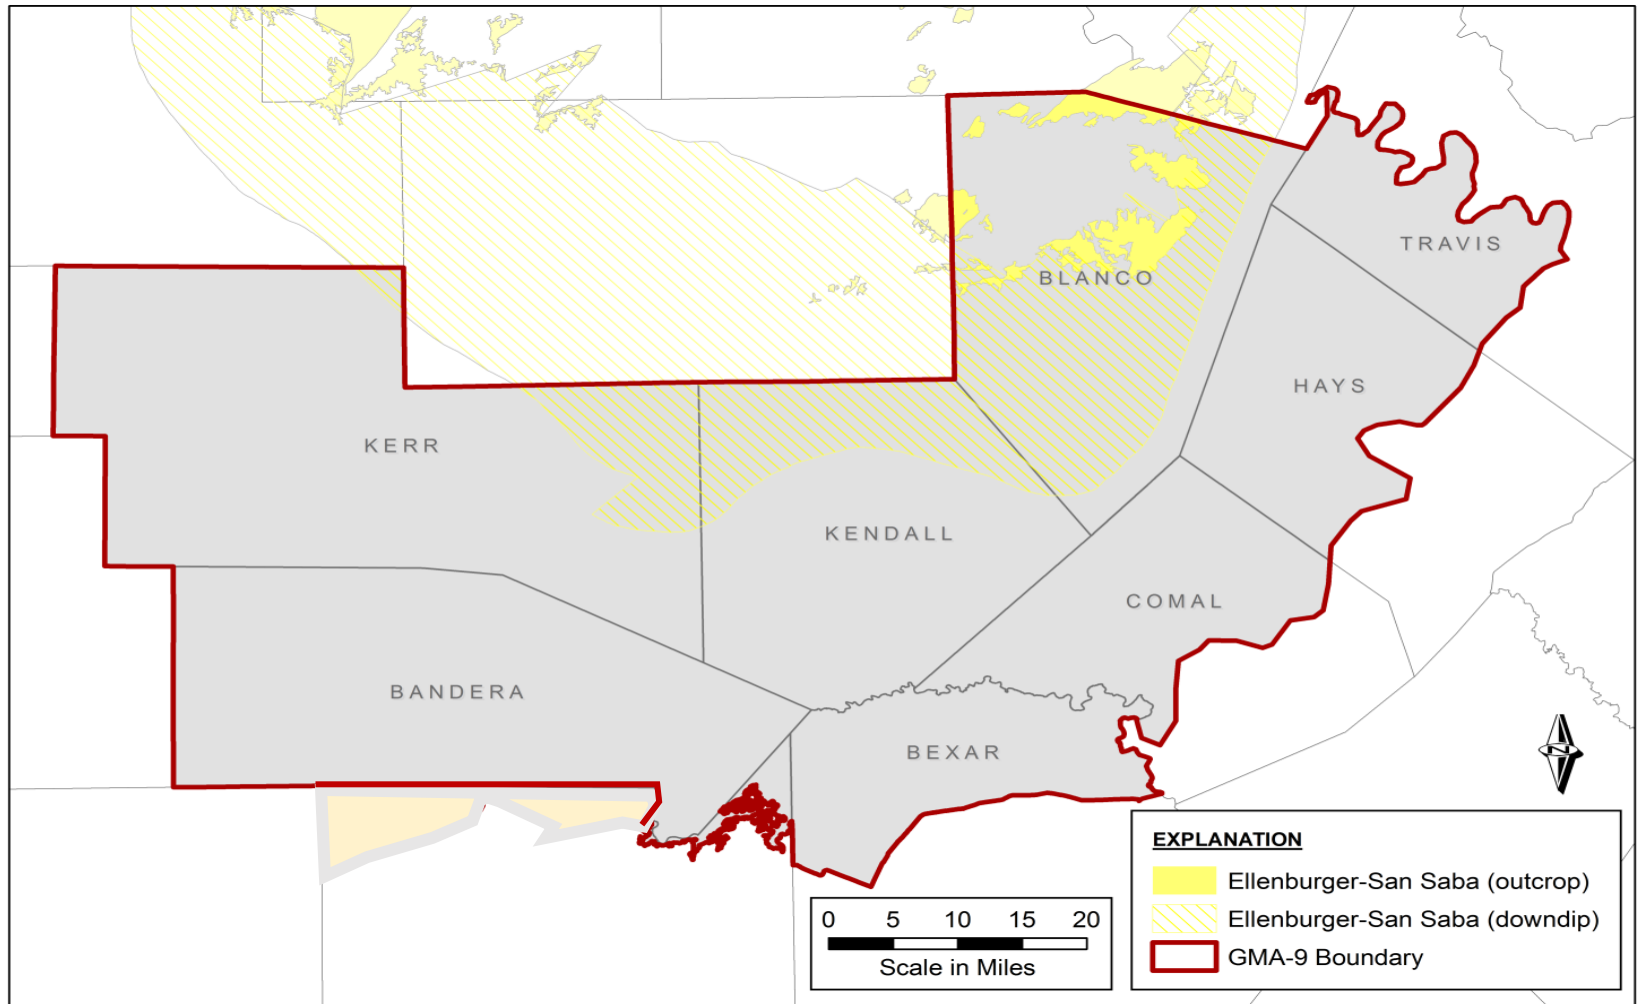 TRAVIS
BLANCO
HAYS
KERR
KENDALL
COMAL
BANDERA
BEXAR
N
EXPLANATION
Ellenburger-San Saba (outcrop)
Ellenburger-San Saba (downdip)
GMA-9 Boundary
0 5 10 15 20
Scale in Miles